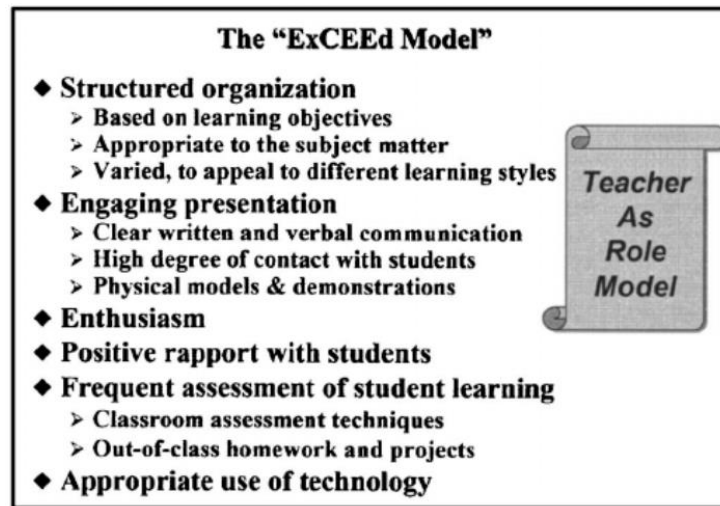 The “ExCEEd Model”
◆ Structured organization
➢ Based on learning objectives
➢ Appropriate to the subject matter
➢ Varied, to appeal to different learning styles
◆ Engaging presentation
➢ Clear written and verbal communication
➢ High degree of contact with students
➢ Physical models & demonstrations
◆ Enthusiasm
◆ Positive rapport with students
◆ Frequent assessment of student learning
➢ Classroom assessment techniques
➢ Out-of-class homework and projects
◆ Appropriate use of technology
Teacher
As
Role
Model